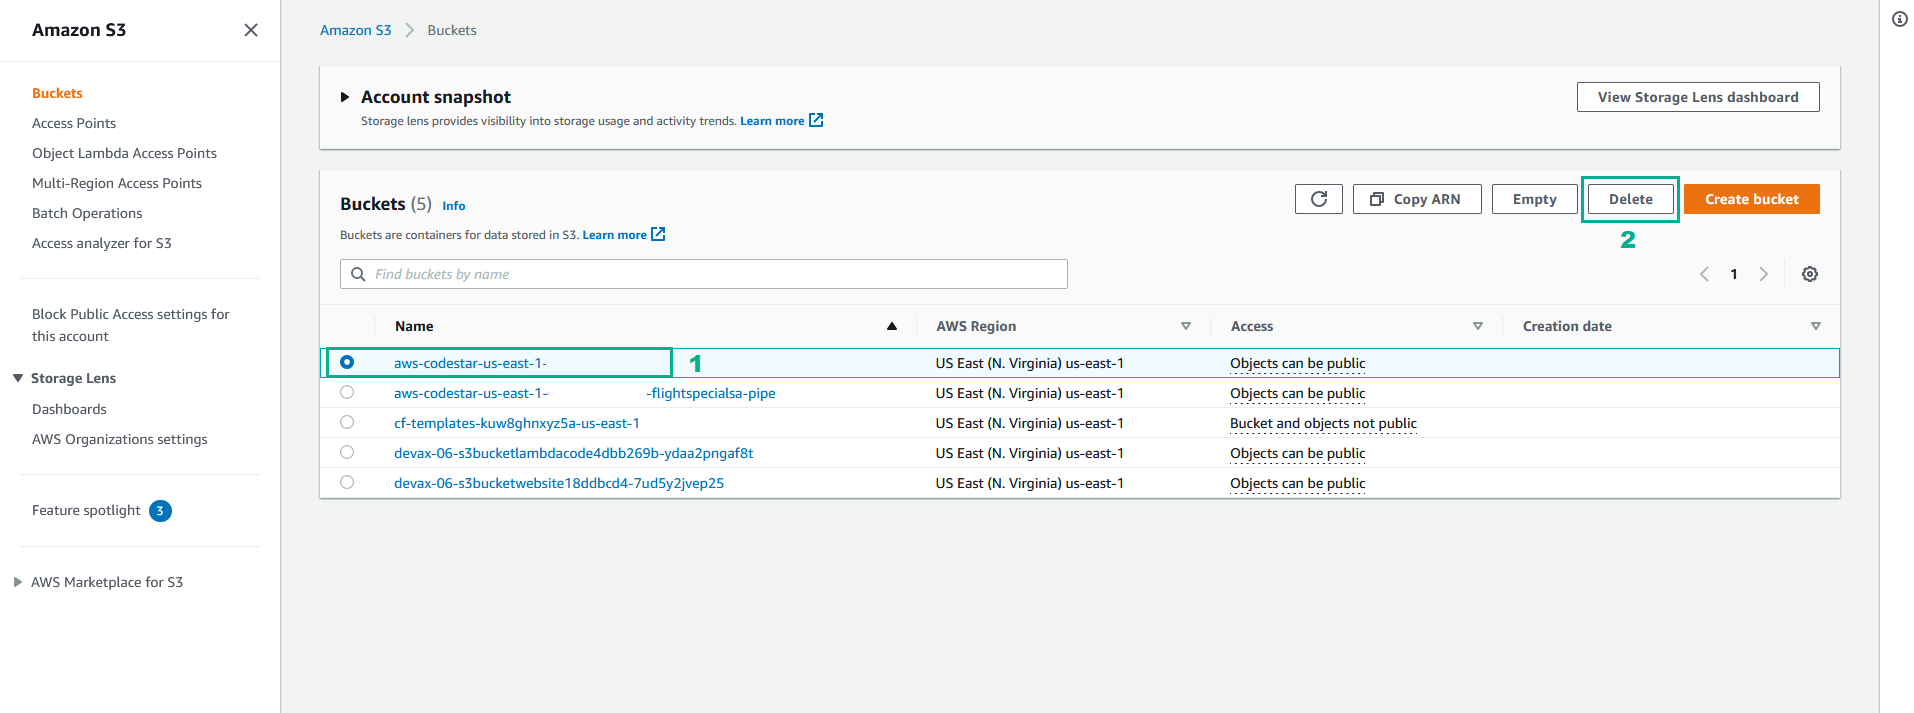 Amazon S3
Buckets
Access Points
Object Lambda Access Points
Multi-Region Access Points
Batch Operations
Access analyzer for S3
Block Public Access settings for
this account
Storage Lens
Dashboards
AWS Organizations settings
Feature spotlight 3
AWS Marketplace for S3
Amazon S3 Buckets
Account snapshot
View Storage Lens dashboard
Storage lens provides visibility into storage usage and activity trends. Learn more
Buckets (5) Info
Copy ARN Empty Delete Create bucket
2
Buckets are containers for data stored in S3. Learn more
Find buckets by name
1
Name AWS Region Access Creation date
aws-codestar-us-east-1- 1 US East (N. Virginia) us-east-1 Objects can be public
aws-codestar-us-east-1- -flightspecialsa-pipe US East (N. Virginia) us-east-1 Objects can be public
cf-templates-kuw8ghnxyz5a-us-east-1 US East (N. Virginia) us-east-1 Bucket and objects not public
devax-06-s3bucketlambdacode4dbb269b-ydaa2pngaf8t US East (N. Virginia) us-east-1 Objects can be public
devax-06-s3bucketwebsite18ddbcd4-7ud5y2jvep25 US East (N. Virginia) us-east-1 Objects can be public